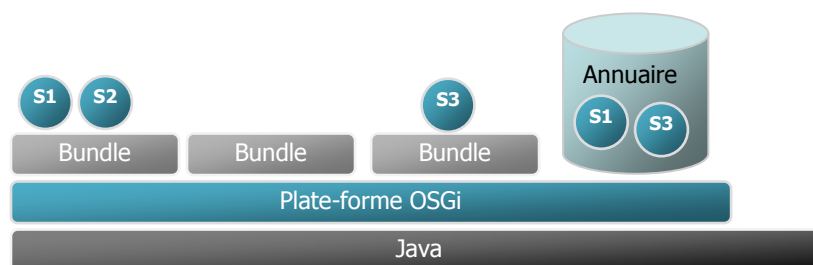 Annuaire
S1
S2
S3
S1
S3
Bundle
Bundle
Bundle
Plate-forme OSGi
Java